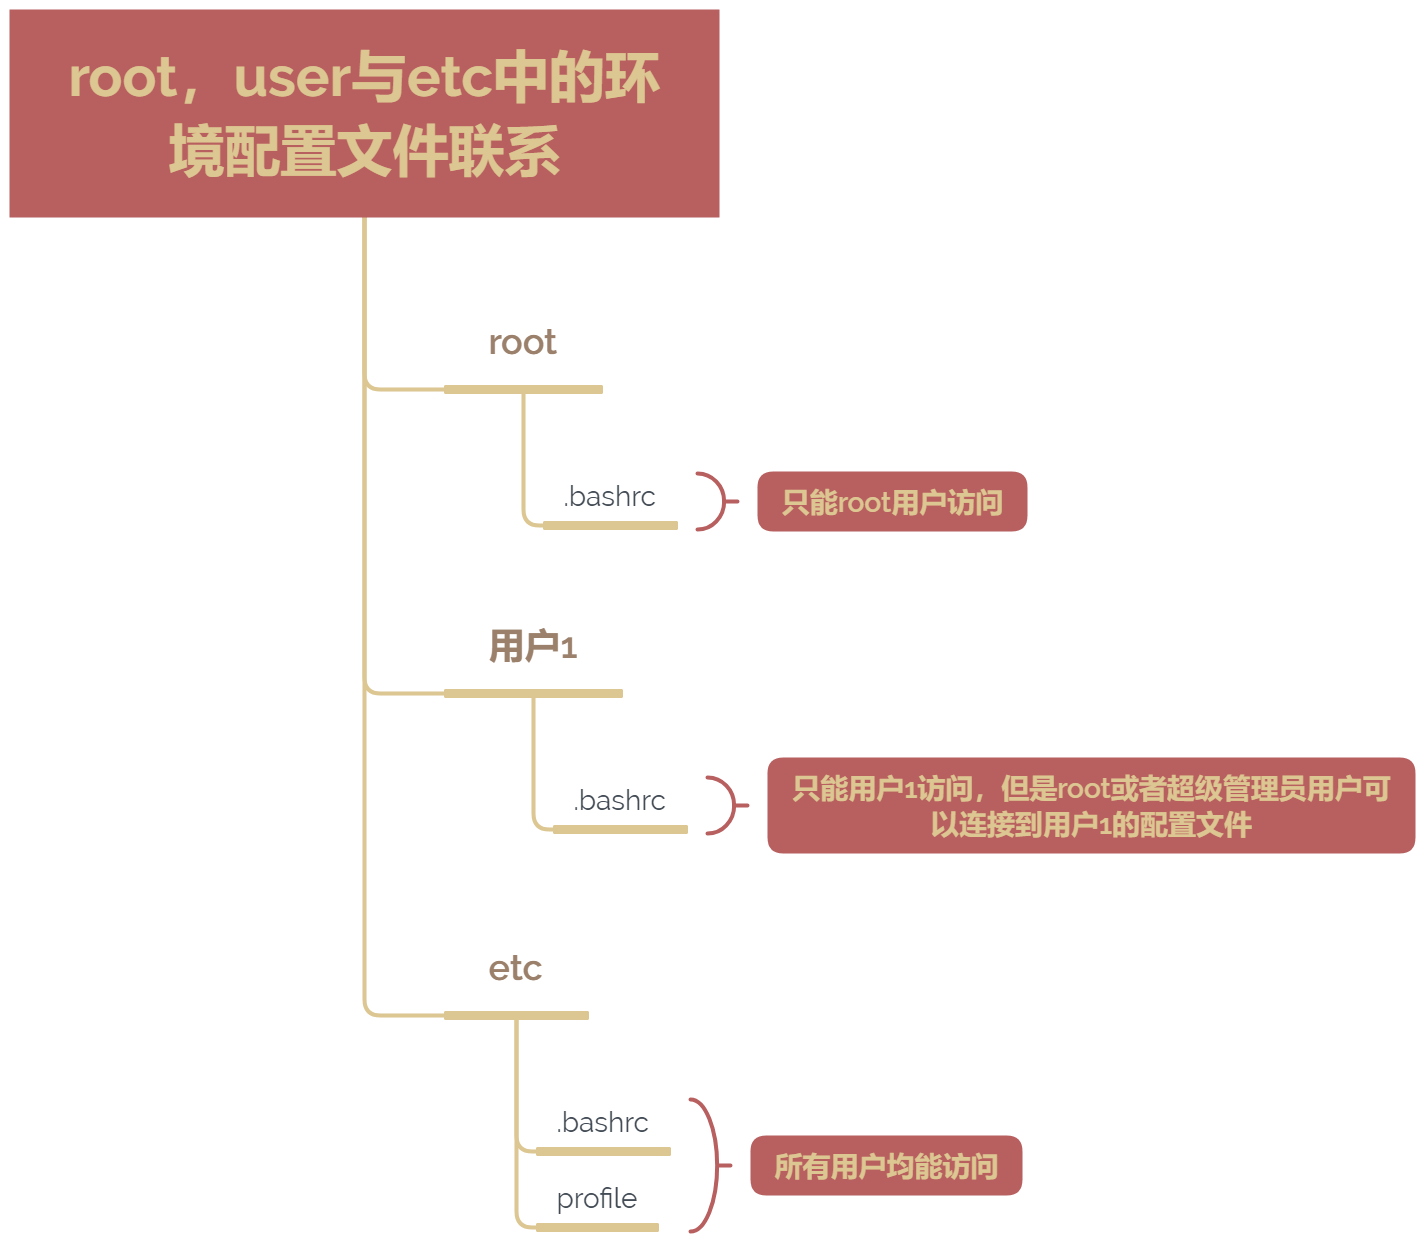 root，user与etc中的环
境配置文件联系
root
.bashrc
只能root用户访问
用户1
.bashrc
只能用户1访问，但是root或者超级管理员用户可
以连接到用户1的配置文件
etc
.bashrc
profile
所有用户均能访问